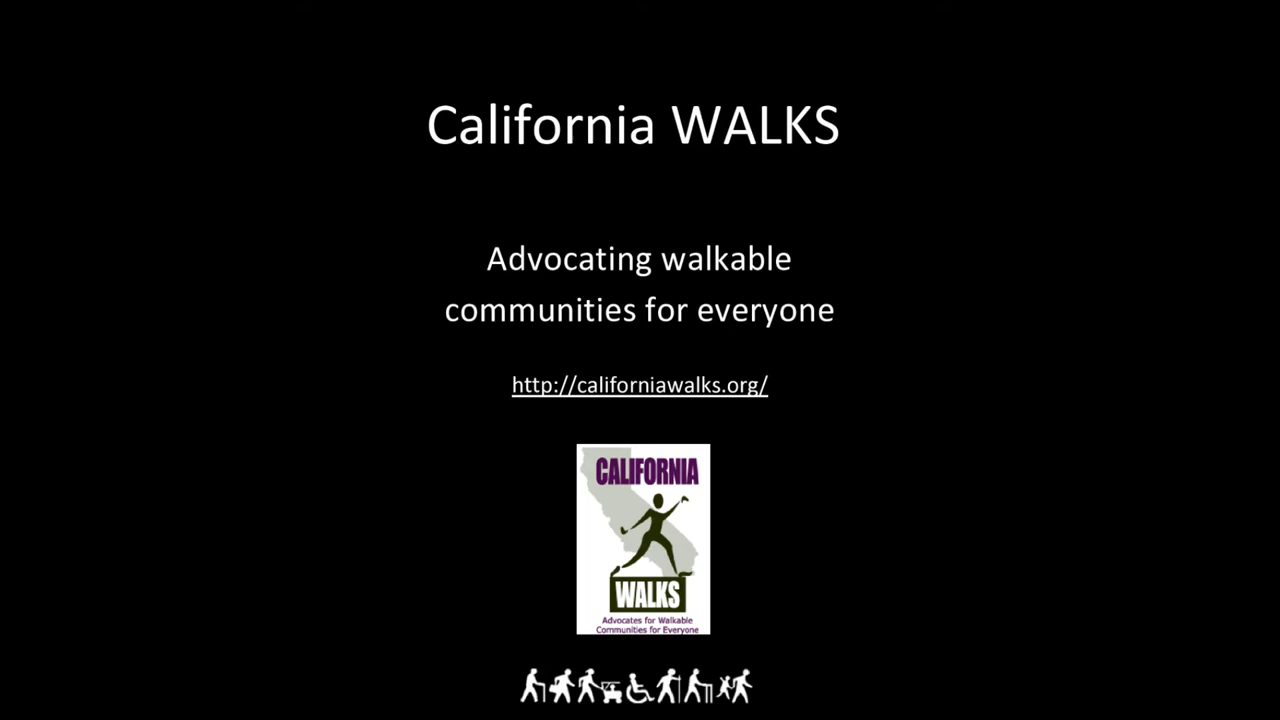 California WALKS
Advocating walkable
communities for everyone
http://californiawalks.org/
CALIFORNIA
WALKS
Advocates for Walkable
Communities for Everyone